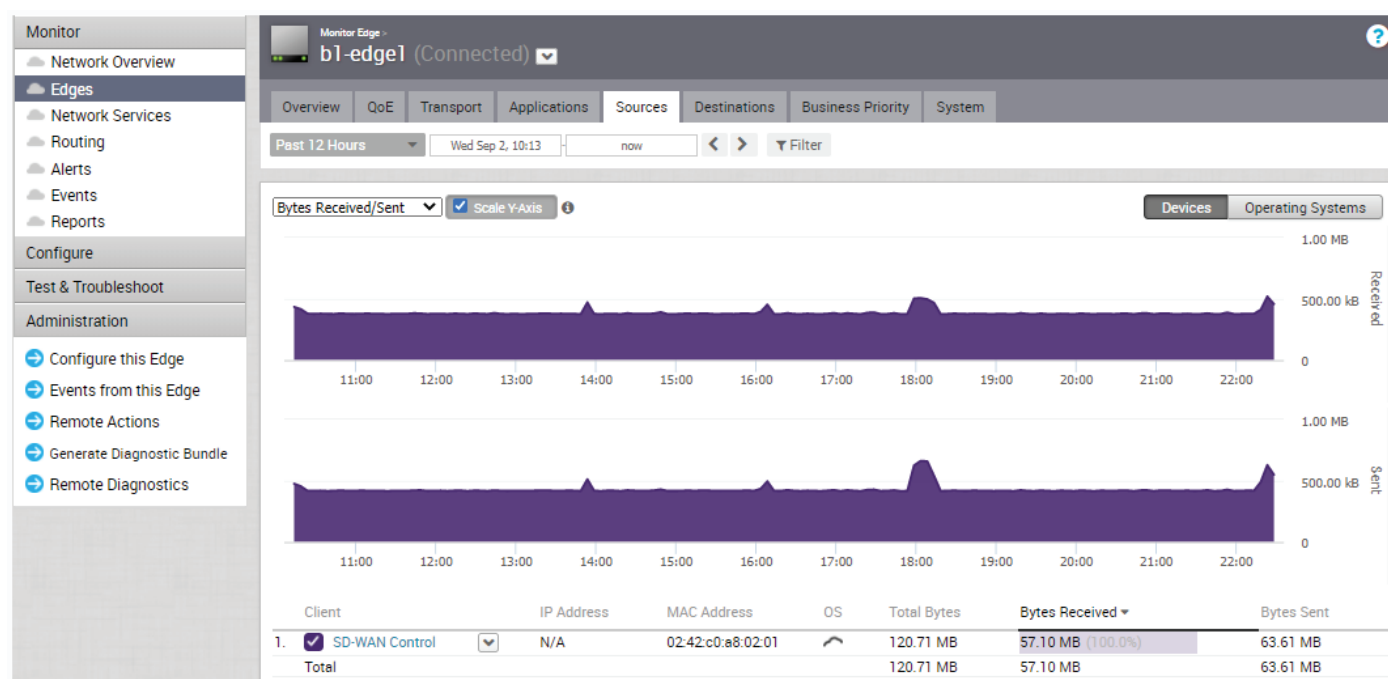 Monitor
Network Overview
Edges
Network Services
Routing
Alerts
Events
Reports
Configure
Test & Troubleshoot
Administration
Configure this Edge
Events from this Edge
Remote Actions
Generate Diagnostic Bundle
Remote Diagnostics
Monitor Edge >
b1-edge1 (Connected)
?
Overview QoE Transport Applications Sources Destinations Business Priority System
Past 12 Hours Wed Sep 2, 10:13 - now < > Filter
Bytes Received/Sent Scale Y-Axis i Devices Operating Systems
1.00 MB
500.00 kB
0
Received
11:00 12:00 13:00 14:00 15:00 16:00 17:00 18:00 19:00 20:00 21:00 22:00
1.00 MB
500.00 kB
0
Sent
11:00 12:00 13:00 14:00 15:00 16:00 17:00 18:00 19:00 20:00 21:00 22:00
Client IP Address MAC Address OS Total Bytes Bytes Received Bytes Sent
1. SD-WAN Control N/A 02:42:c0:a8:02:01 120.71 MB 57.10 MB (100.0%) 63.61 MB
Total 120.71 MB 57.10 MB 63.61 MB